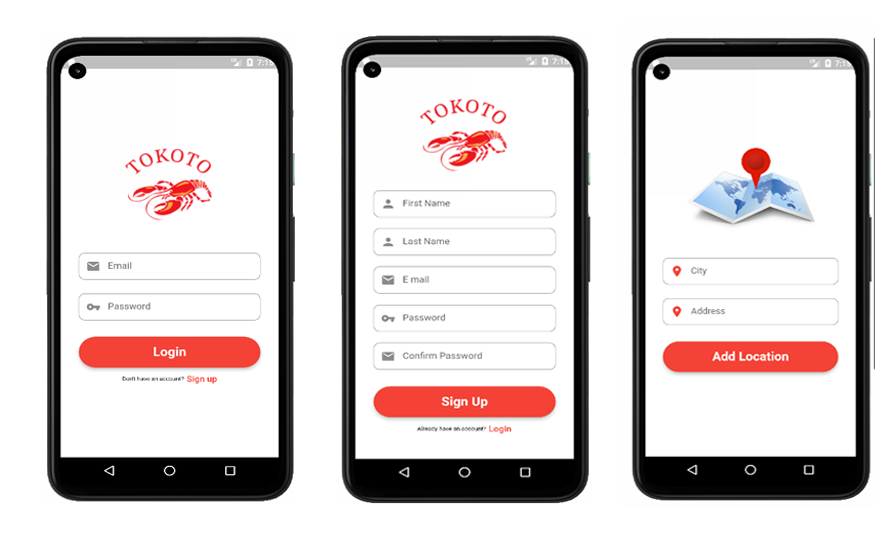 7:15
TOKOTO
Email
Password
Login
Don't have an account? Sign up
7:15
TOKOTO
First Name
Last Name
E mail
Password
Confirm Password
Sign Up
Already have an account? Login
7:15
City
Address
Add Location